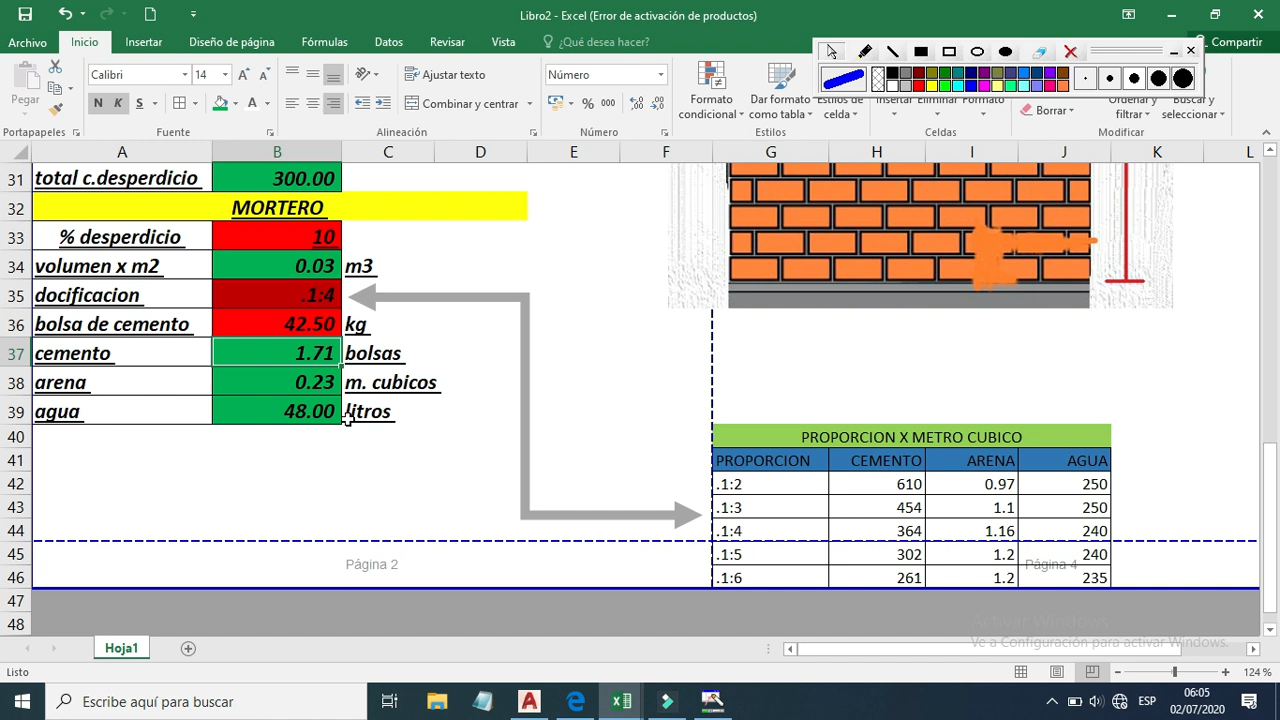 Libro2 - Excel (Error de activación de productos)
Archivo Inicio Insertar Diseño de página Fórmulas Datos Revisar Vista ¿Qué desea hacer? Compartir
Pegar
Calibri 14
N K S
Ajustar texto
Combinar y centrar
Número
% 000
Formato condicional
Dar formato como tabla
Estilos de celda
Insertar Eliminar Formato
Borrar
Ordenar y filtrar
Buscar y seleccionar
Portapapeles Fuente Alineación Número Estilos Celdas Modificar
A B C D E F G H I J K L
31 total c.desperdicio 300.00
32 MORTERO
33 % desperdicio 10
34 volumen x m2 0.03 m3
35 docificacion .1:4
36 bolsa de cemento 42.50 kg
37 cemento 1.71 bolsas
38 arena 0.23 m. cubicos
39 agua 48.00 litros
40 PROPORCION X METRO CUBICO
41 PROPORCION CEMENTO ARENA AGUA
42 .1:2 610 0.97 250
43 .1:3 454 1.1 250
44 .1:4 364 1.16 240
45 .1:5 302 1.2 240
Página 2 Página 4
46 .1:6 261 1.2 235
47
48
Activar Windows
Ve a Configuración para activar Windows.
Hoja1
Listo 124 %
Escribe aquí para buscar
ESP
06:05
02/07/2020